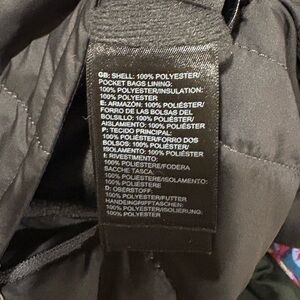 GB: SHELL: 100% POLYESTER/
POCKET BAGS LINING:
100% POLYESTER/INSULATION:
100% POLYESTER
E: ARMAZÓN: 100% POLIÉSTER/
FORRO DE LAS BOLSAS DEL
BOLSILLO: 100% POLIÉSTER/
AISLAMIENTO: 100% POLIÉSTER
P: TECIDO PRINCIPAL:
100% POLIÉSTER/FORRO DOS
BOLSOS: 100% POLIÉSTER/
ISOLAMENTO: 100% POLIÉSTER
I: RIVESTIMENTO:
100% POLIESTERE/FODERA
SACCHE TASCA:
100% POLIESTERE/ISOLAMENTO:
100% POLIESTERE
D: OBERSTOFF:
100% POLYESTER/FUTTER
HANDEINGRIFFTASCHEN:
100% POLYESTER/ISOLIERUNG:
100% POLYESTER